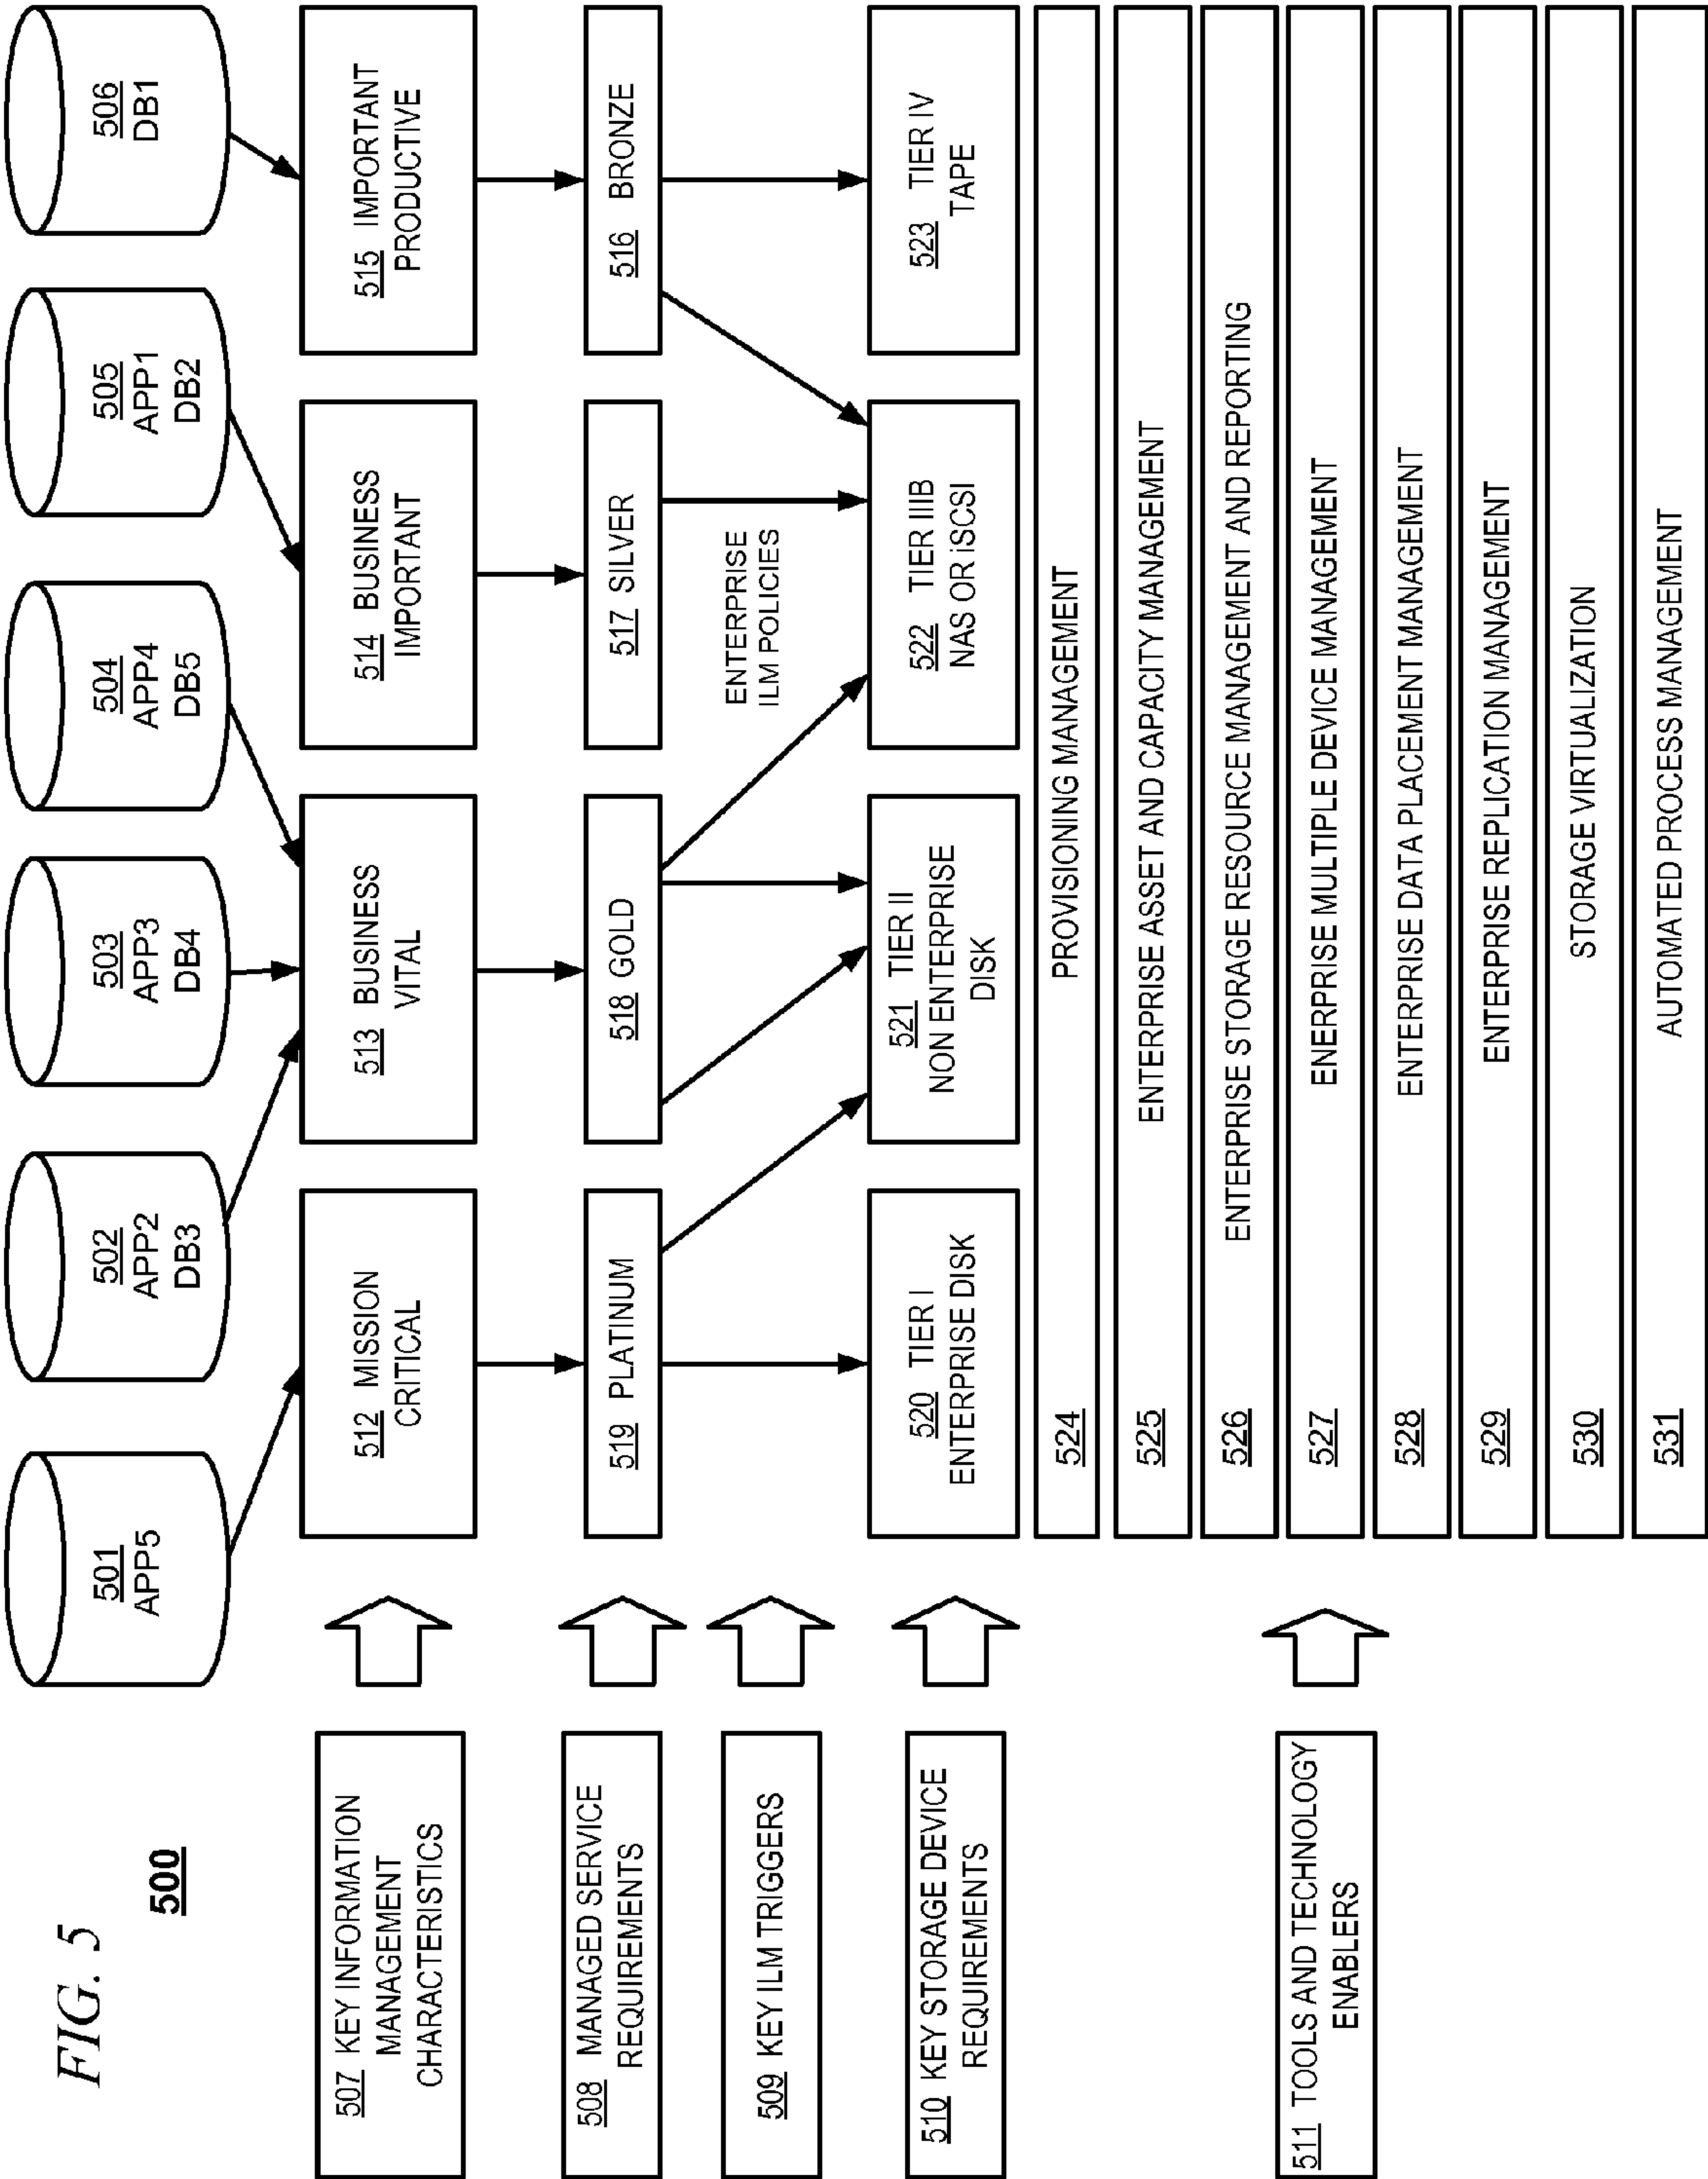 FIG. 5
500
501
APP5
502
APP2
DB3
503
APP3
DB4
504
APP4
DB5
505
APP1
DB2
506
DB1
507 KEY INFORMATION
MANAGEMENT
CHARACTERISTICS
512 MISSION
CRITICAL
513 BUSINESS
VITAL
514 BUSINESS
IMPORTANT
515 IMPORTANT
PRODUCTIVE
508 MANAGED SERVICE
REQUIREMENTS
519 PLATINUM
518 GOLD
517 SILVER
516 BRONZE
509 KEY ILM TRIGGERS
ENTERPRISE
ILM POLICIES
510 KEY STORAGE DEVICE
REQUIREMENTS
520 TIER I
ENTERPRISE DISK
521 TIER II
NON ENTERPRISE
DISK
522 TIER IIIB
NAS OR iSCSI
523 TIER IV
TAPE
511 TOOLS AND TECHNOLOGY
ENABLERS
524 PROVISIONING MANAGEMENT
525 ENTERPRISE ASSET AND CAPACITY MANAGEMENT
526 ENTERPRISE STORAGE RESOURCE MANAGEMENT AND REPORTING
527 ENERPRISE MULTIPLE DEVICE MANAGEMENT
528 ENTERPRISE DATA PLACEMENT MANAGEMENT
529 ENTERPRISE REPLICATION MANAGEMENT
530 STORAGE VIRTUALIZATION
531 AUTOMATED PROCESS MANAGEMENT